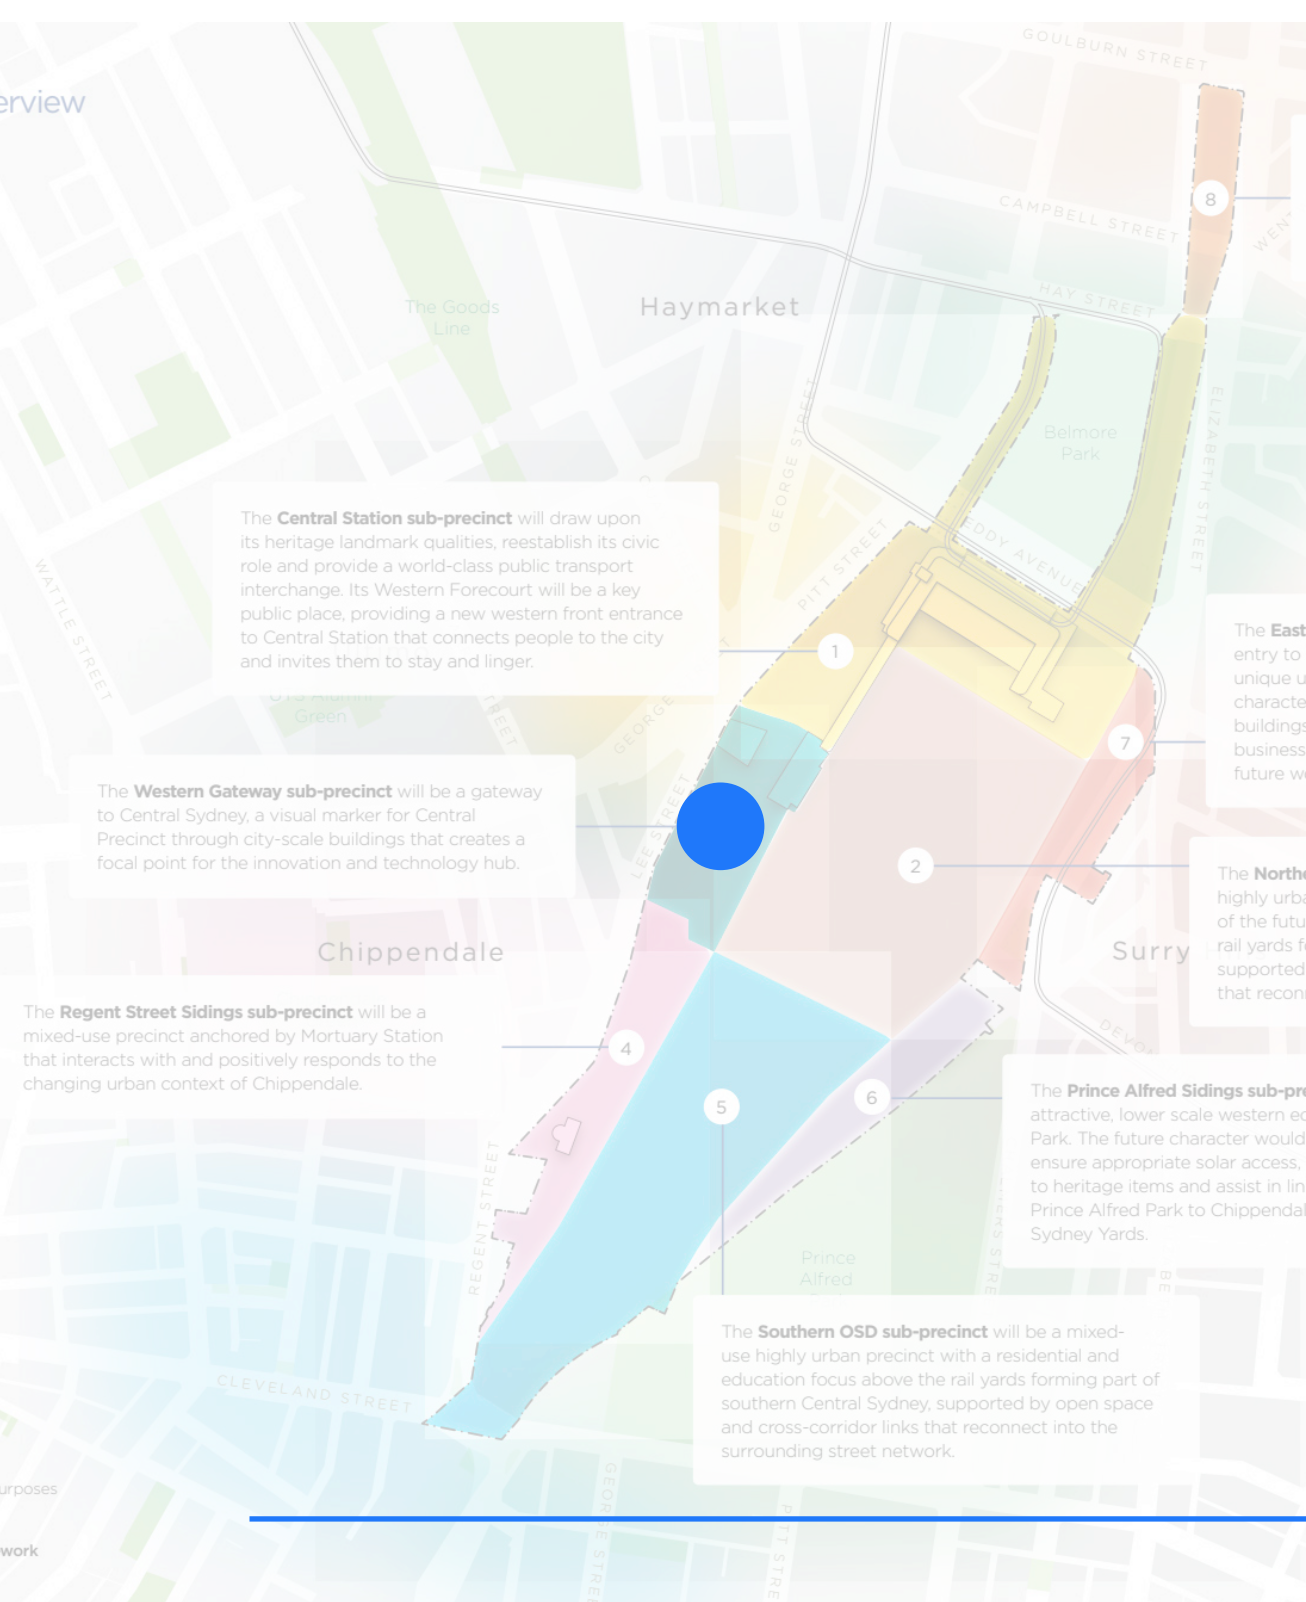 erview
GOULBURN STREET
8
CAMPBELL STREET
WENT
The Goods
Line
Haymarket
HAY STREET
ELIZABETH STREET
Belmore
Park
GEORGE STREET
PITT STREET
EDDY AVENUE
WATTLE STREET
The Central Station sub-precinct will draw upon
its heritage landmark qualities, reestablish its civic
role and provide a world-class public transport
interchange. Its Western Forecourt will be a key
public place, providing a new western front entrance
to Central Station that connects people to the city
and invites them to stay and linger.
1
The East
entry to
unique u
characte
buildings
business
future wo
Green
STREET
GEORGE
7
The Western Gateway sub-precinct will be a gateway
to Central Sydney, a visual marker for Central
Precinct through city-scale buildings that creates a
focal point for the innovation and technology hub.
LEE STREET
2
The Northe
highly urba
of the futu
rail yards fo
supported
that reconn
Chippendale
Surry
The Regent Street Sidings sub-precinct will be a
mixed-use precinct anchored by Mortuary Station
that interacts with and positively responds to the
changing urban context of Chippendale.
4
5
6
DEVO
The Prince Alfred Sidings sub-pre
attractive, lower scale western ed
Park. The future character would
ensure appropriate solar access,
to heritage items and assist in lin
Prince Alfred Park to Chippendal
Sydney Yards.
REGENT STREET
Prince
Alfred
The Southern OSD sub-precinct will be a mixed-
use highly urban precinct with a residential and
education focus above the rail yards forming part of
southern Central Sydney, supported by open space
and cross-corridor links that reconnect into the
surrounding street network.
CLEVELAND STREET
GEORGE STREE
PITT STRE
urposes
work